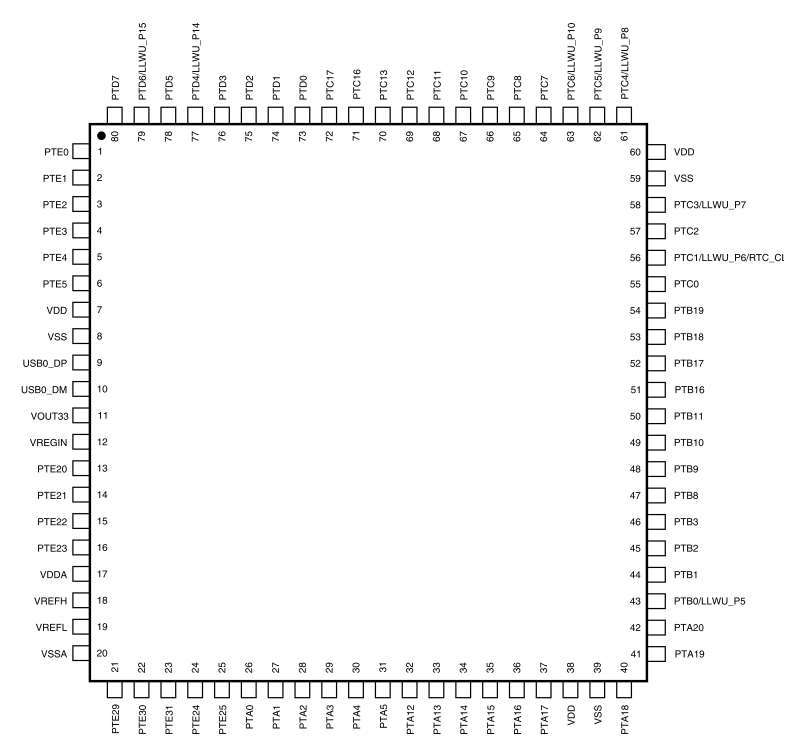 PTD7
PTD6/LLWU_P15
PTD5
PTD4/LLWU_P14
PTD3
PTD2
PTD1
PTD0
PTC17
PTC16
PTC13
PTC12
PTC11
PTC10
PTC9
PTC8
PTC7
PTC6/LLWU_P10
PTC5/LLWU_P9
PTC4/LLWU_P8
80 79 78 77 76 75 74 73 72 71 70 69 68 67 66 65 64 63 62 61
PTE0 1
PTE1 2
PTE2 3
PTE3 4
PTE4 5
PTE5 6
VDD 7
VSS 8
USB0_DP 9
USB0_DM 10
VOUT33 11
VREGIN 12
PTE20 13
PTE21 14
PTE22 15
PTE23 16
VDDA 17
VREFH 18
VREFL 19
VSSA 20
60 VDD
59 VSS
58 PTC3/LLWU_P7
57 PTC2
56 PTC1/LLWU_P6/RTC_CL
55 PTC0
54 PTB19
53 PTB18
52 PTB17
51 PTB16
50 PTB11
49 PTB10
48 PTB9
47 PTB8
46 PTB3
45 PTB2
44 PTB1
43 PTB0/LLWU_P5
42 PTA20
41 PTA19
21 22 23 24 25 26 27 28 29 30 31 32 33 34 35 36 37 38 39 40
PTE29
PTE30
PTE31
PTE24
PTE25
PTA0
PTA1
PTA2
PTA3
PTA4
PTA5
PTA12
PTA13
PTA14
PTA15
PTA16
PTA17
VDD
VSS
PTA18